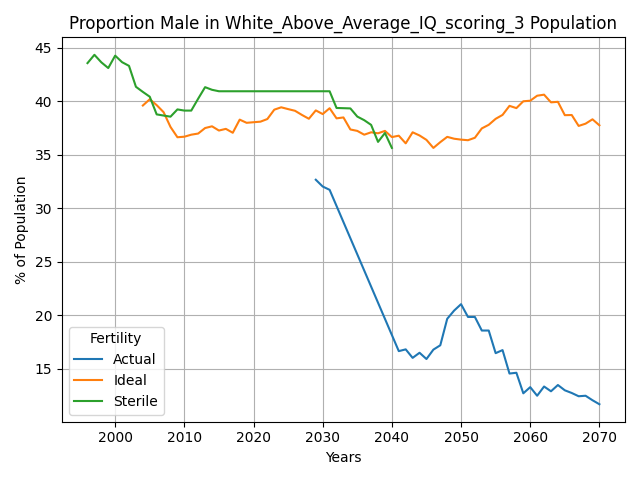 Proportion Male in White_Above_Average_IQ_scoring_3 Population
% of Population
45
40
35
30
25
20
15
Fertility
Actual
Ideal
Sterile
2000 2010 2020 2030 2040 2050 2060 2070
Years